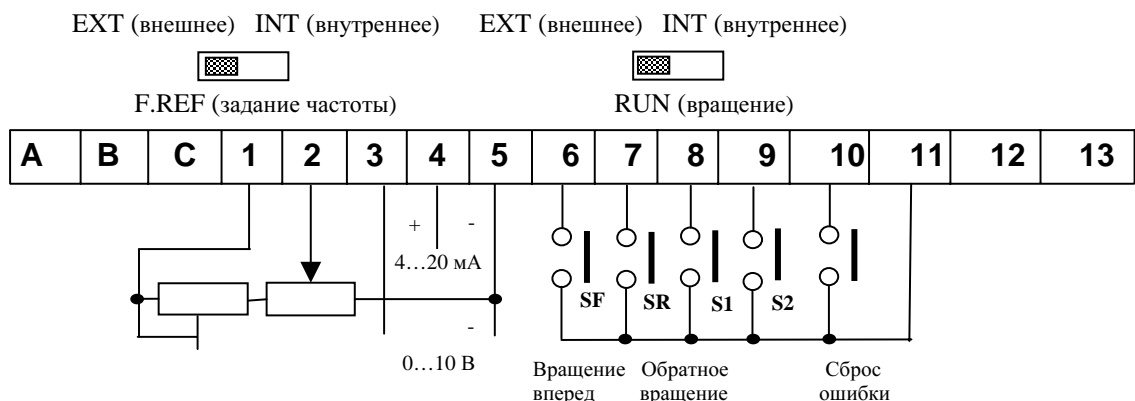 EXT (внешнее) INT (внутреннее) EXT (внешнее) INT (внутреннее)
F.REF (задание частоты) RUN (вращение)
A B C 1 2 3 4 5 6 7 8 9 10 11 12 13
+ -
4…20 мА
SF SR S1 S2
-
0…10 В
Вращение Обратное Сброс
вперед вращение ошибки